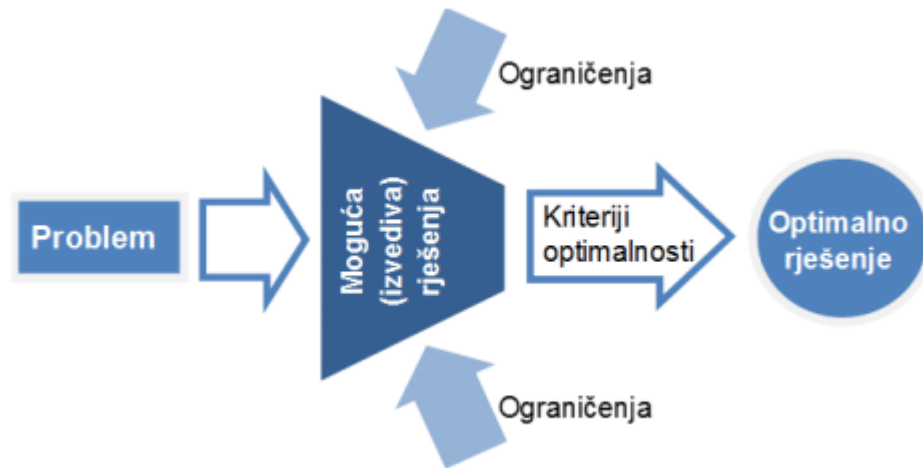 Ograničenja
Problem
Moguća
(izvediva)
rješenja
Kriteriji
optimalnosti
Optimalno
rješenje
Ograničenja